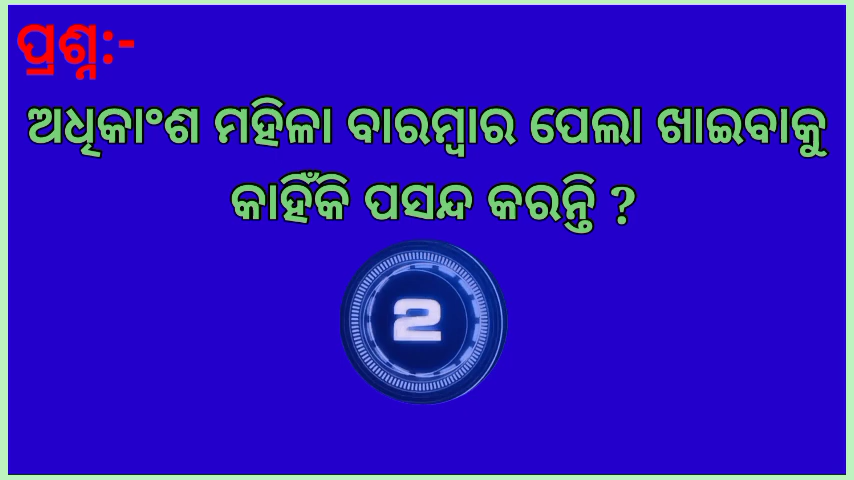 ପ୍ରଶ୍ନ:-
ଅଧିକାଂଶ ମହିଳା ବାରମ୍ବାର ପେଲା ଖାଇବାକୁ
କାହିଁକି ପସନ୍ଦ କରନ୍ତି ?
2